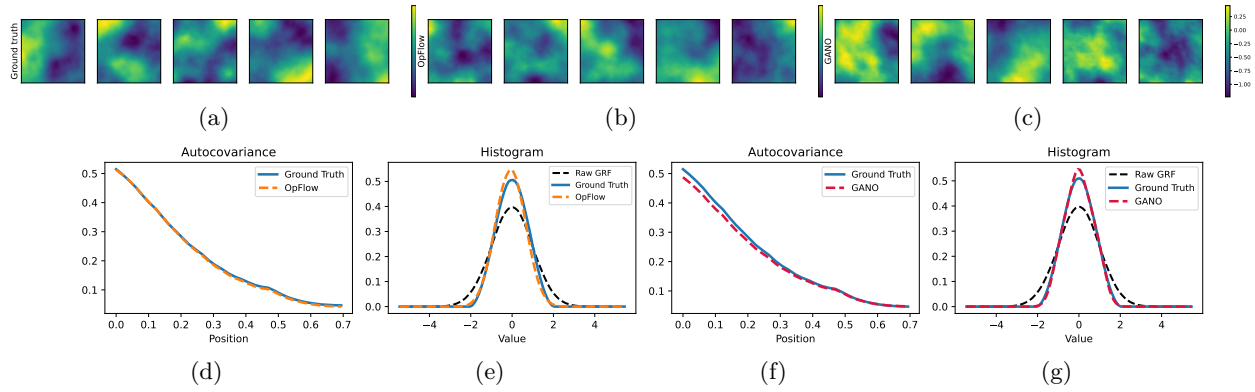 Ground truth
OpFlow
GANO
0.25
0.00
−0.25
−0.50
−0.75
−1.00
(a)
(b)
(c)
Autocovariance
0.5
0.4
0.3
0.2
0.1
Ground Truth
OpFlow
0.0 0.1 0.2 0.3 0.4 0.5 0.6 0.7
Position
Histogram
0.5
0.4
0.3
0.2
0.1
0.0
Raw GRF
Ground Truth
OpFlow
−4 −2 0 2 4
Value
Autocovariance
0.5
0.4
0.3
0.2
0.1
Ground Truth
GANO
0.0 0.1 0.2 0.3 0.4 0.5 0.6 0.7
Position
Histogram
0.5
0.4
0.3
0.2
0.1
0.0
Raw GRF
Ground Truth
GANO
−4 −2 0 2 4
Value
(d)
(e)
(f)
(g)